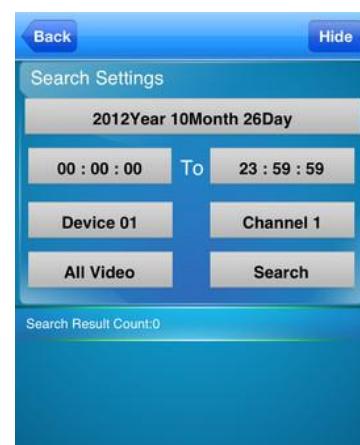 Back Hide
Search Settings
2012Year 10Month 26Day
00 : 00 : 00 To 23 : 59 : 59
Device 01 Channel 1
All Video Search
Search Result Count:0